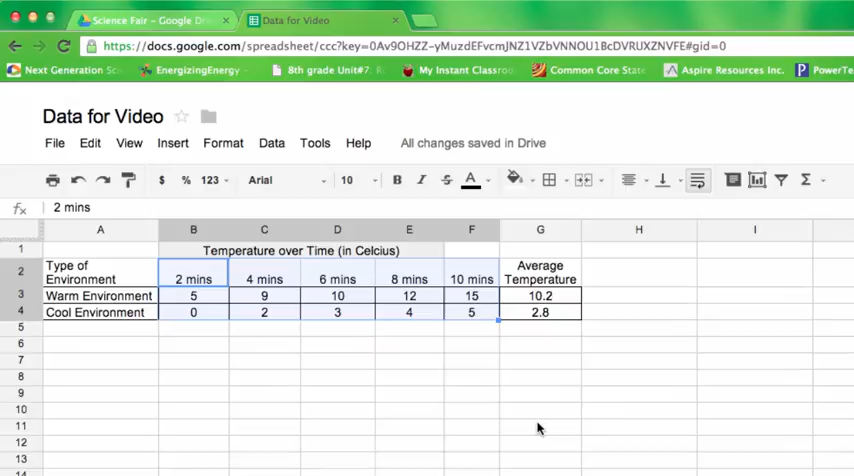 Science Fair – Google Dr
Data for Video
https://docs.google.com/spreadsheet/ccc?key=0Av9OHZZ-yMuzdEFvcmJNZ1VZbVNNOU1BcDVRUXZNVFE#gid=0
Next Generation Sc
EnergizingEnergy
8th grade Unit#7:
My Instant Classroo
Common Core State
Aspire Resources Inc.
PowerTe
Data for Video
File Edit View Insert Format Data Tools Help All changes saved in Drive
$ % 123 Arial 10 B I S A Σ
fx 2 mins
A B C D E F G H I
1 Temperature over Time (in Celcius)
2 Type of Environment 2 mins 4 mins 6 mins 8 mins 10 mins Average Temperature
3 Warm Environment 5 9 10 12 15 10.2
4 Cool Environment 0 2 3 4 5 2.8
5
6
7
8
9
10
11
12
13
14